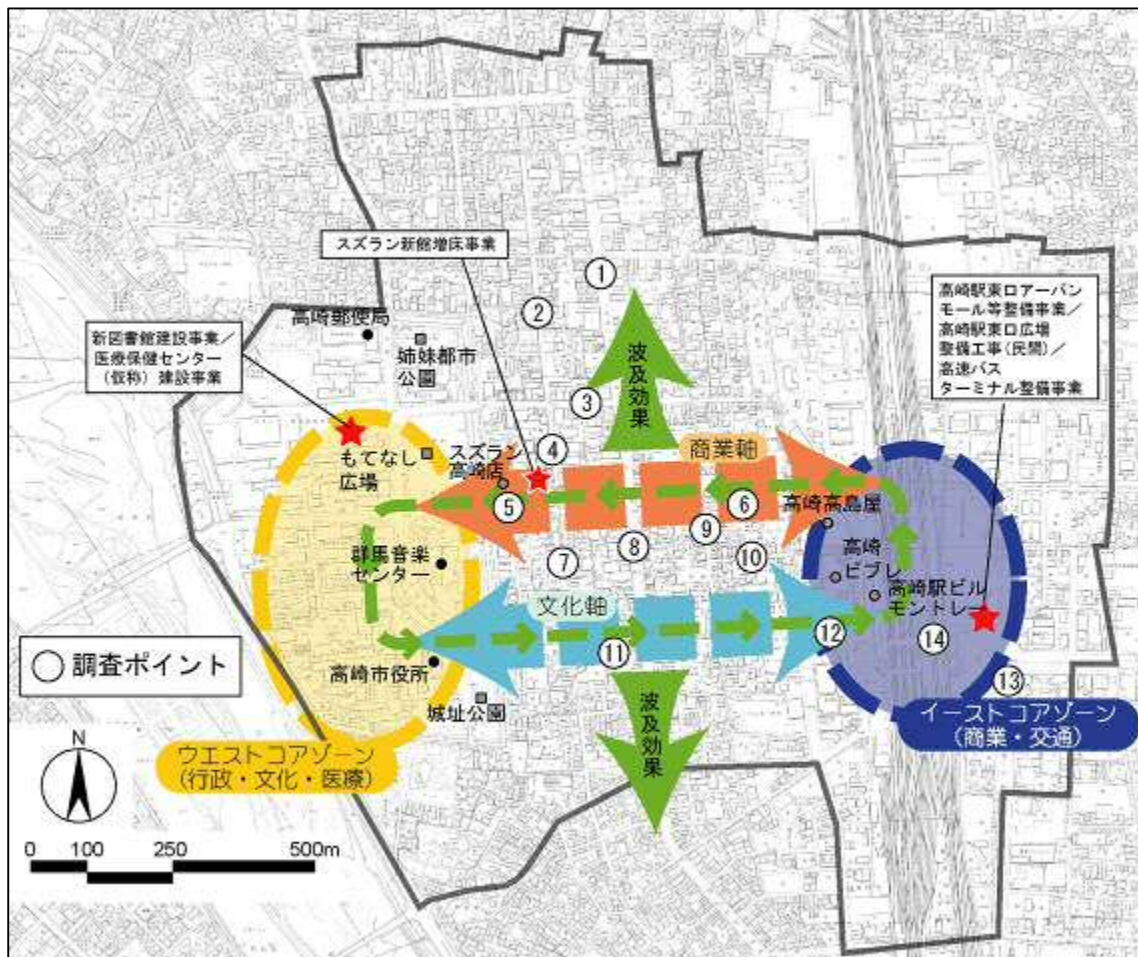 スズラン新館増床事業
①
高崎駅東口アーバン
モール等整備事業／
高崎駅東口広場
整備工事（民間）／
高速バス
ターミナル整備事業
②
高崎郵便局
新図書館建設事業／
医療保健センター
（仮称）建設事業
姉妹都市
公園
波及効果
③
④
商業軸
もてなし
広場
スズラン
高崎店
⑤
⑥
高崎高島屋
⑨
⑧
⑩
⑦
群馬音楽
センター
高崎
ビブレ
高崎駅ビル
モントレー
文化軸
⑫
⑭
⑪
○調査ポイント
高崎市役所
⑬
城址公園
波及効果
イーストコアゾーン
（商業・交通）
ウエストコアゾーン
（行政・文化・医療）
N
0 100 250 500m